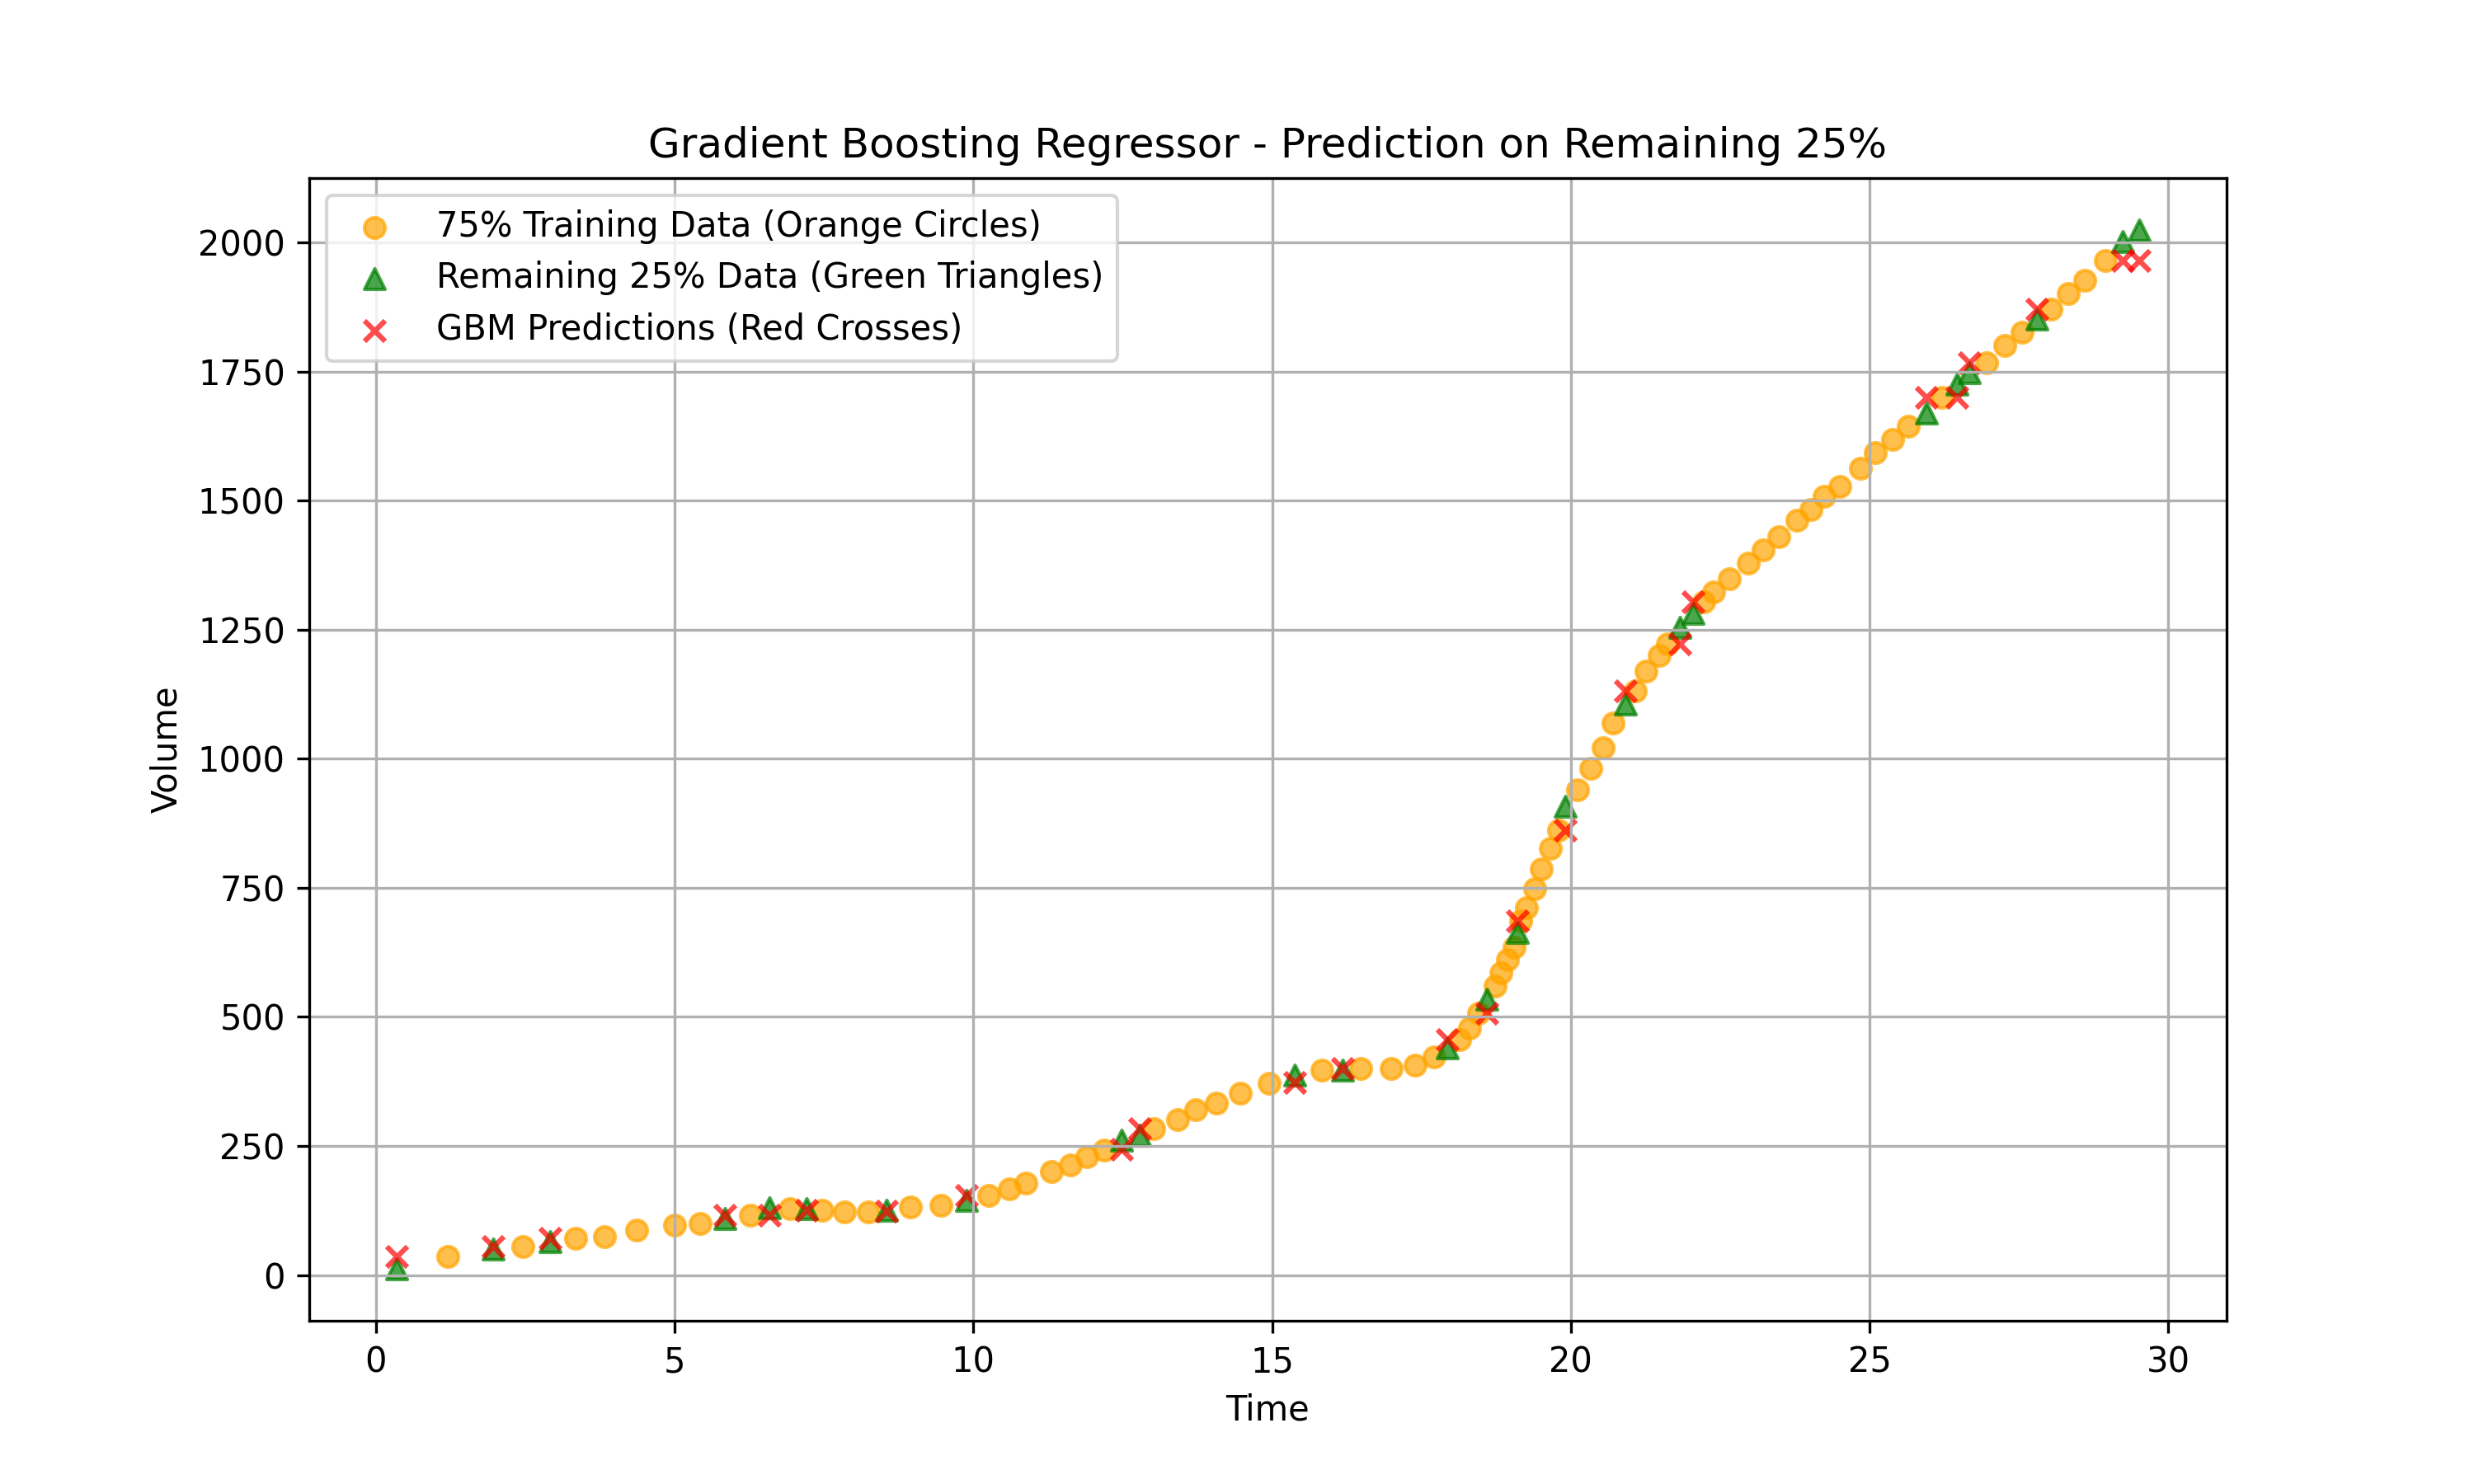 Gradient Boosting Regressor - Prediction on Remaining 25%
75% Training Data (Orange Circles)
Remaining 25% Data (Green Triangles)
GBM Predictions (Red Crosses)
2000
1750
1500
1250
1000
750
500
250
0
Volume
0 5 10 15 20 25 30
Time